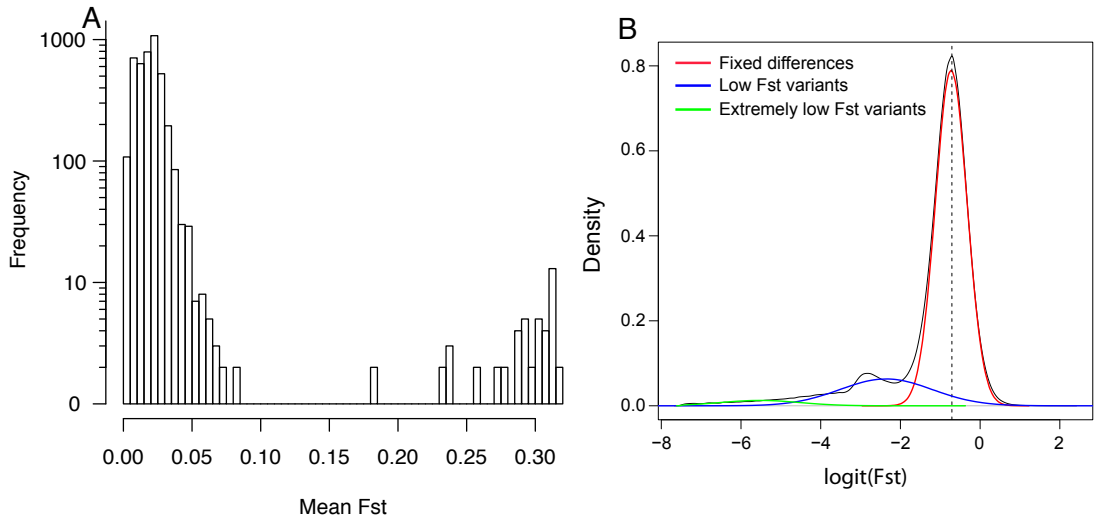 A
Frequency
1000
100
10
0
0.00 0.05 0.10 0.15 0.20 0.25 0.30
Mean Fst
B
Density
0.8
0.6
0.4
0.2
0.0
Fixed differences
Low Fst variants
Extremely low Fst variants
−8 −6 −4 −2 0 2
logit(Fst)